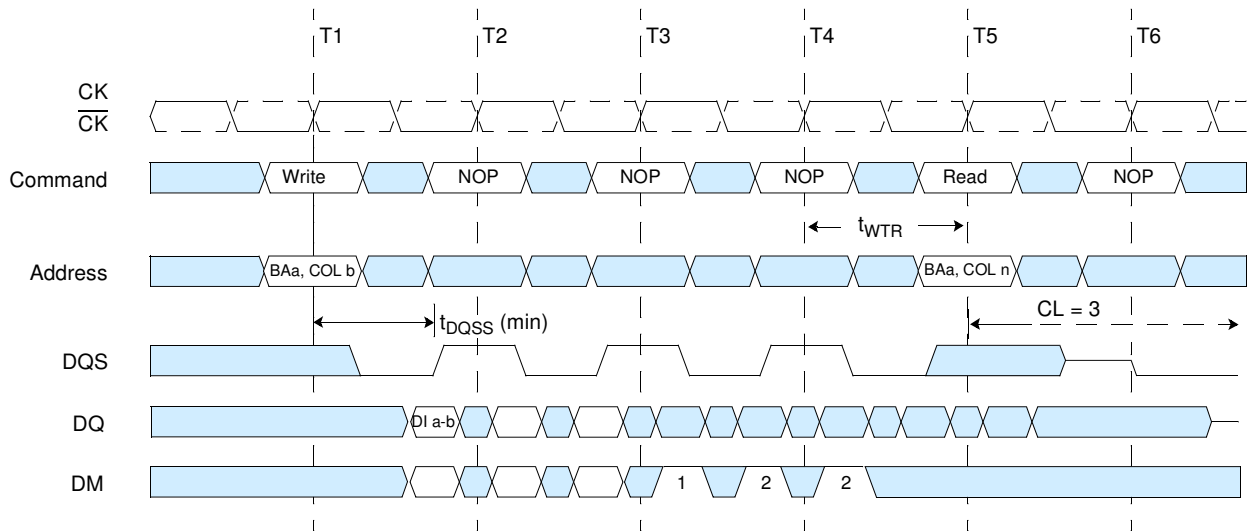 T1 T2 T3 T4 T5 T6
CK
CK
Command Write NOP NOP NOP Read NOP
tWTR
Address BAa, COL b BAa, COL n
tDQSS (min) CL = 3
DQS
DQ DI a-b
DM 1 2 2